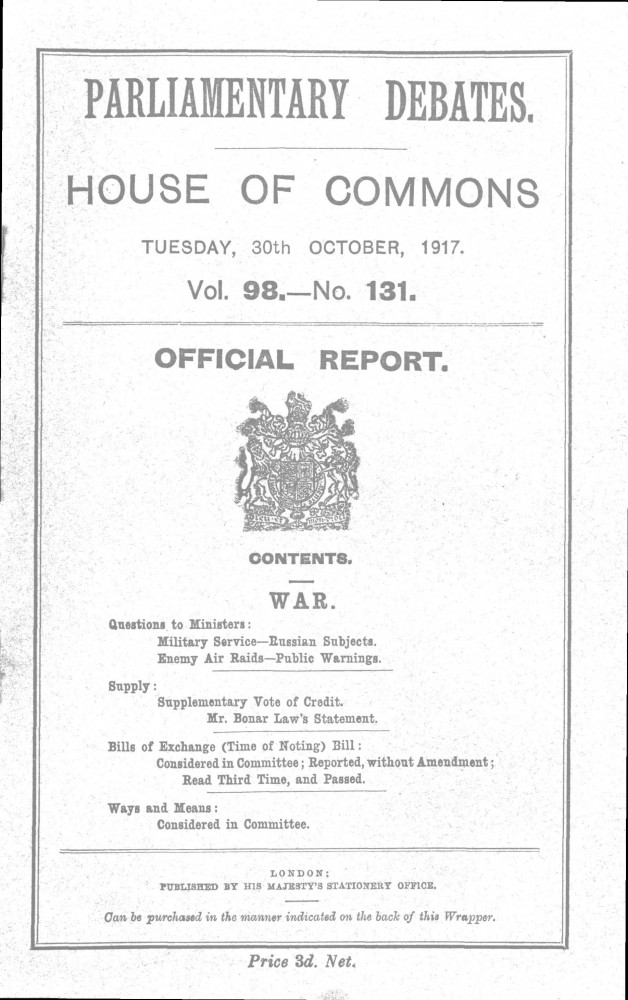 PARLIAMENTARY DEBATES.
HOUSE OF COMMONS
TUESDAY, 30th OCTOBER, 1917.
Vol. 98.—No. 131.
OFFICIAL REPORT.
CONTENTS.
WAR.
Questions to Ministers:
Military Service—Russian Subjects.
Enemy Air Raids—Public Warnings.
Supply:
Supplementary Vote of Credit.
Mr. Bonar Law's Statement.
Bills of Exchange (Time of Noting) Bill:
Considered in Committee; Reported, without Amendment;
Read Third Time, and Passed.
Ways and Means:
Considered in Committee.
LONDON:
PUBLISHED BY HIS MAJESTY'S STATIONERY OFFICE.
Can be purchased in the manner indicated on the back of this Wrapper.
Price 3d. Net.